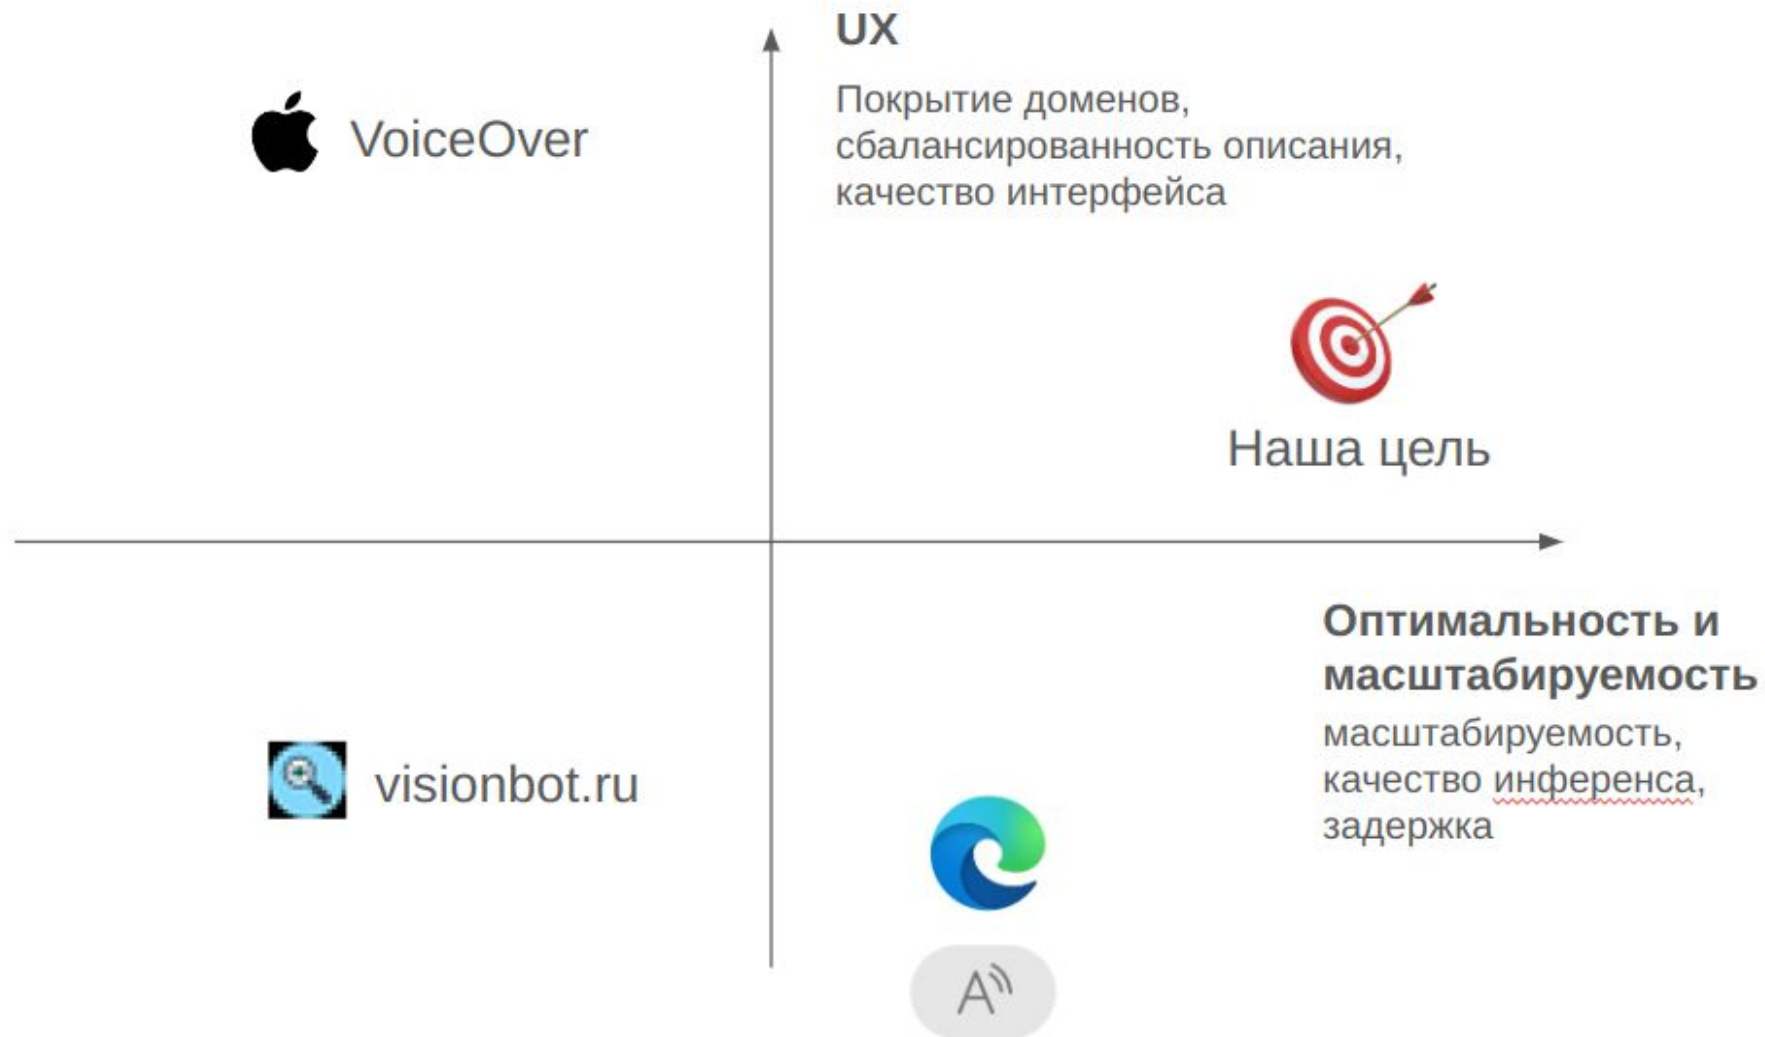 UX
Покрытие доменов,
сбалансированность описания,
качество интерфейса
VoiceOver
Наша цель
Оптимальность и
масштабируемость
масштабируемость,
качество инференса,
задержка
visionbot.ru
A